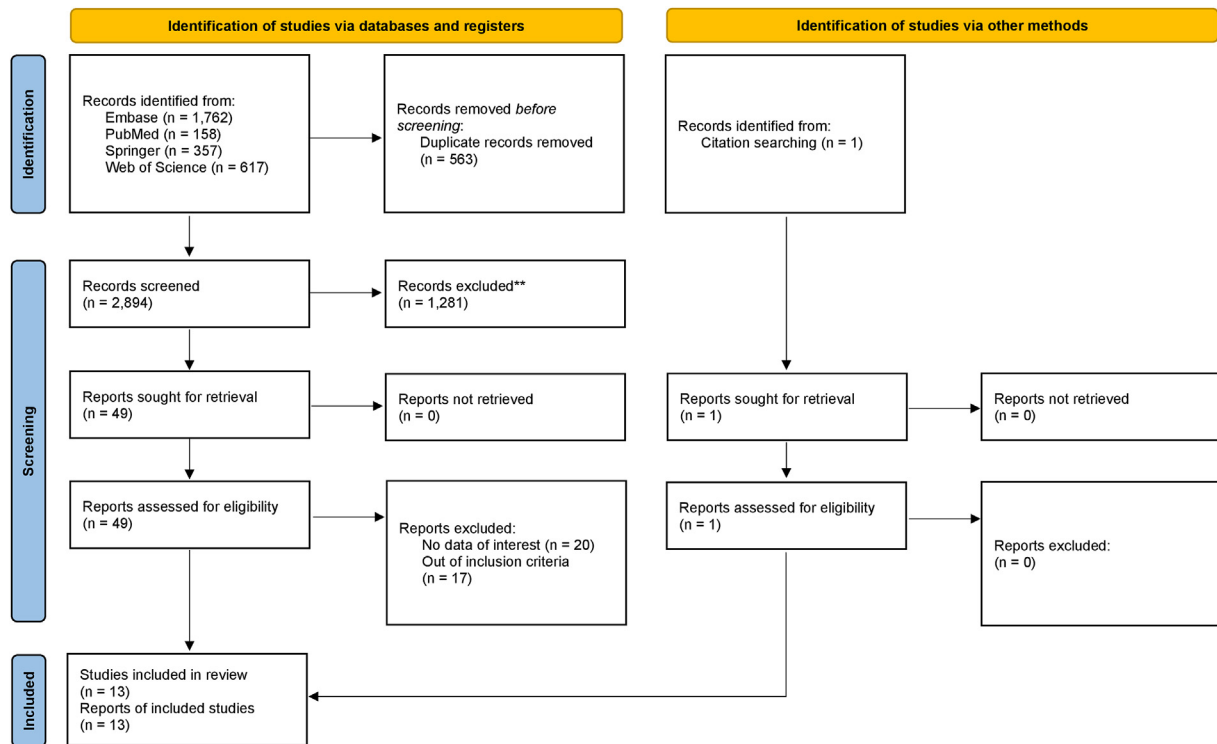 Identification of studies via databases and registers
Identification of studies via other methods
Identification
Records identified from:
Embase (n = 1,762)
PubMed (n = 158)
Springer (n = 357)
Web of Science (n = 617)
Records removed before
screening:
Duplicate records removed
(n = 563)
Records identified from:
Citation searching (n = 1)
Screening
Records screened
(n = 2,894)
Records excluded**
(n = 1,281)
Reports sought for retrieval
(n = 49)
Reports not retrieved
(n = 0)
Reports sought for retrieval
(n = 1)
Reports not retrieved
(n = 0)
Reports assessed for eligibility
(n = 49)
Reports excluded:
No data of interest (n = 20)
Out of inclusion criteria
(n = 17)
Reports assessed for eligibility
(n = 1)
Reports excluded:
(n = 0)
Included
Studies included in review
(n = 13)
Reports of included studies
(n = 13)